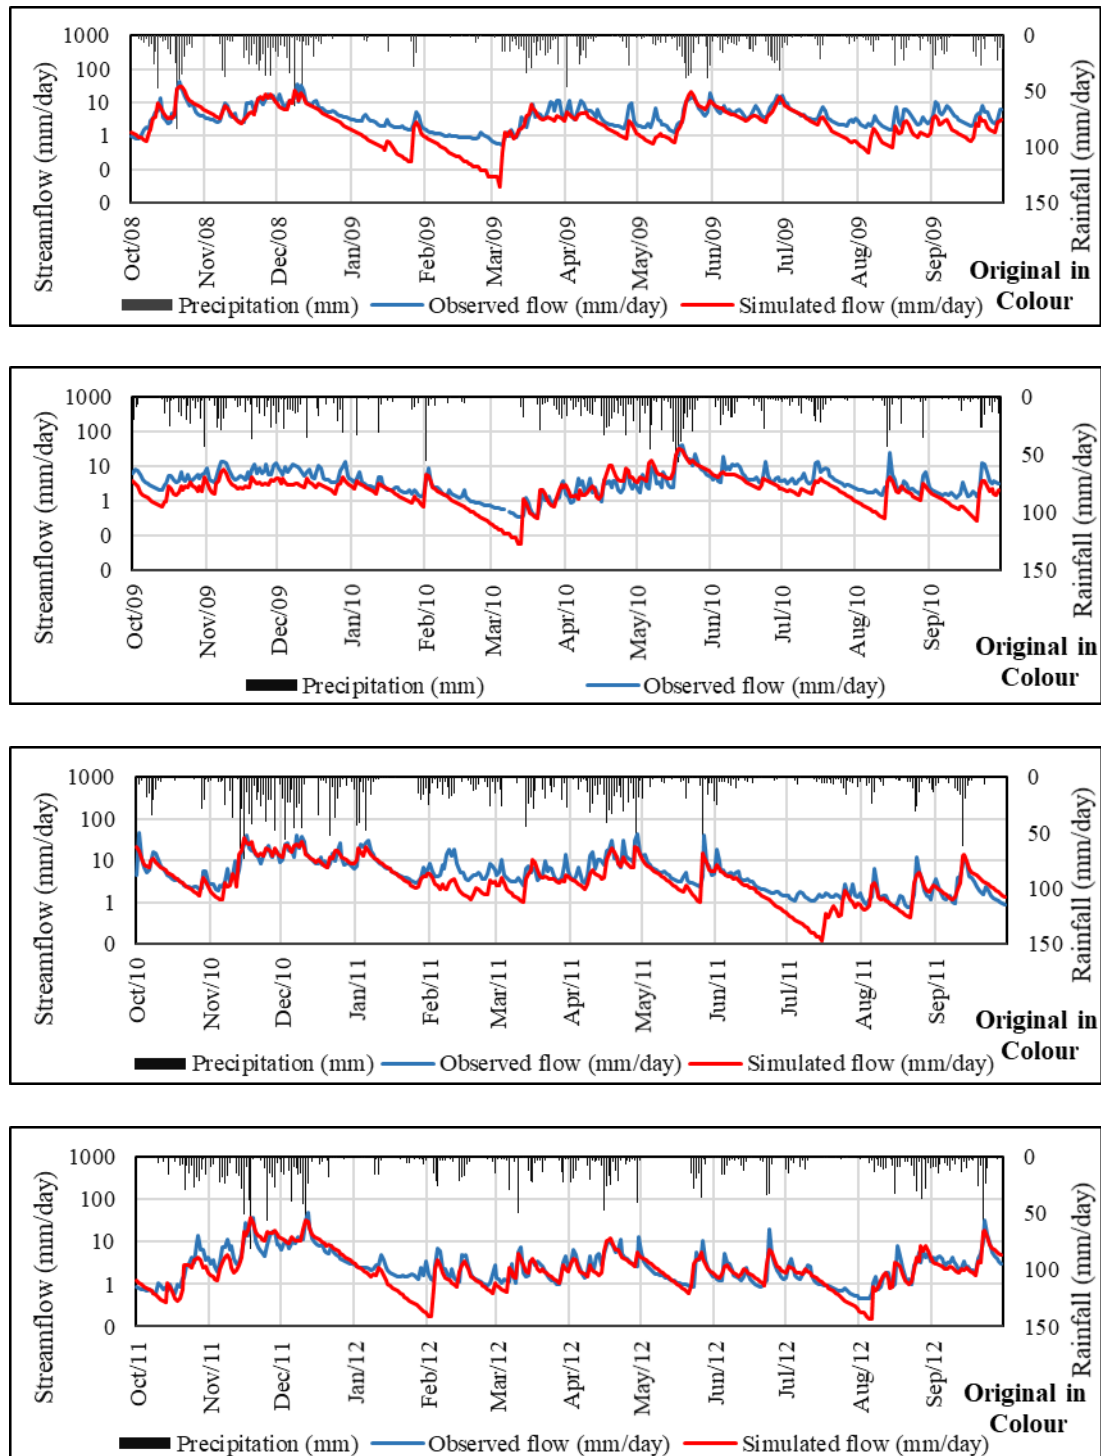 Streamflow (mm/day)
1000
100
10
1
0
0
0
50
100
150
Rainfall (mm/day)
Oct/08
Nov/08
Dec/08
Jan/09
Feb/09
Mar/09
Apr/09
May/09
Jun/09
Jul/09
Aug/09
Sep/09
Original in
Colour
Precipitation (mm) Observed flow (mm/day) Simulated flow (mm/day)
Streamflow (mm/day)
1000
100
10
1
0
0
0
50
100
150
Rainfall (mm/day)
Oct/09
Nov/09
Dec/09
Jan/10
Feb/10
Mar/10
Apr/10
May/10
Jun/10
Jul/10
Aug/10
Sep/10
Original in
Colour
Precipitation (mm) Observed flow (mm/day)
Streamflow (mm/day)
1000
100
10
1
0
0
50
100
150
Rainfall (mm/day)
Oct/10
Nov/10
Dec/10
Jan/11
Feb/11
Mar/11
Apr/11
May/11
Jun/11
Jul/11
Aug/11
Sep/11
Original in
Colour
Precipitation (mm) Observed flow (mm/day) Simulated flow (mm/day)
Streamflow (mm/day)
1000
100
10
1
0
0
50
100
150
Rainfall (mm/day)
Oct/11
Nov/11
Dec/11
Jan/12
Feb/12
Mar/12
Apr/12
May/12
Jun/12
Jul/12
Aug/12
Sep/12
Original in
Colour
Precipitation (mm) Observed flow (mm/day) Simulated flow (mm/day)